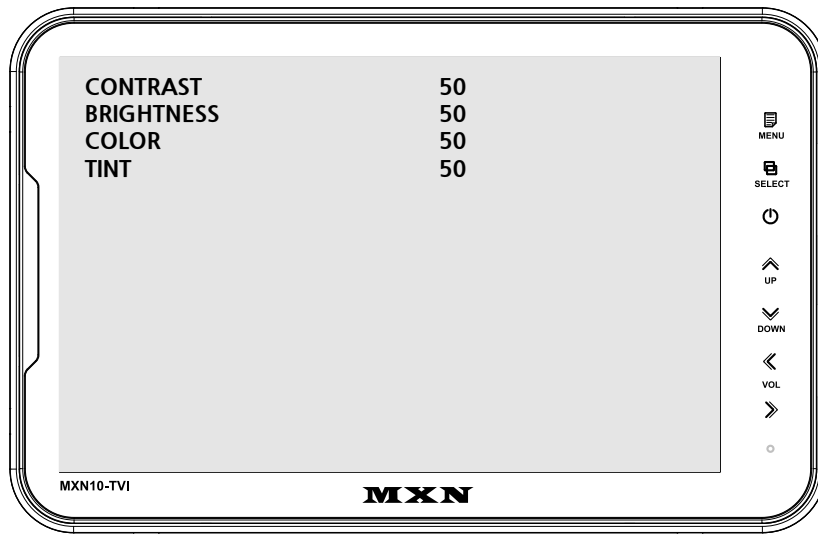 CONTRAST 50
BRIGHTNESS 50
COLOR 50
TINT 50
MENU
SELECT
UP
DOWN
VOL
MXN10-TVI
MXN